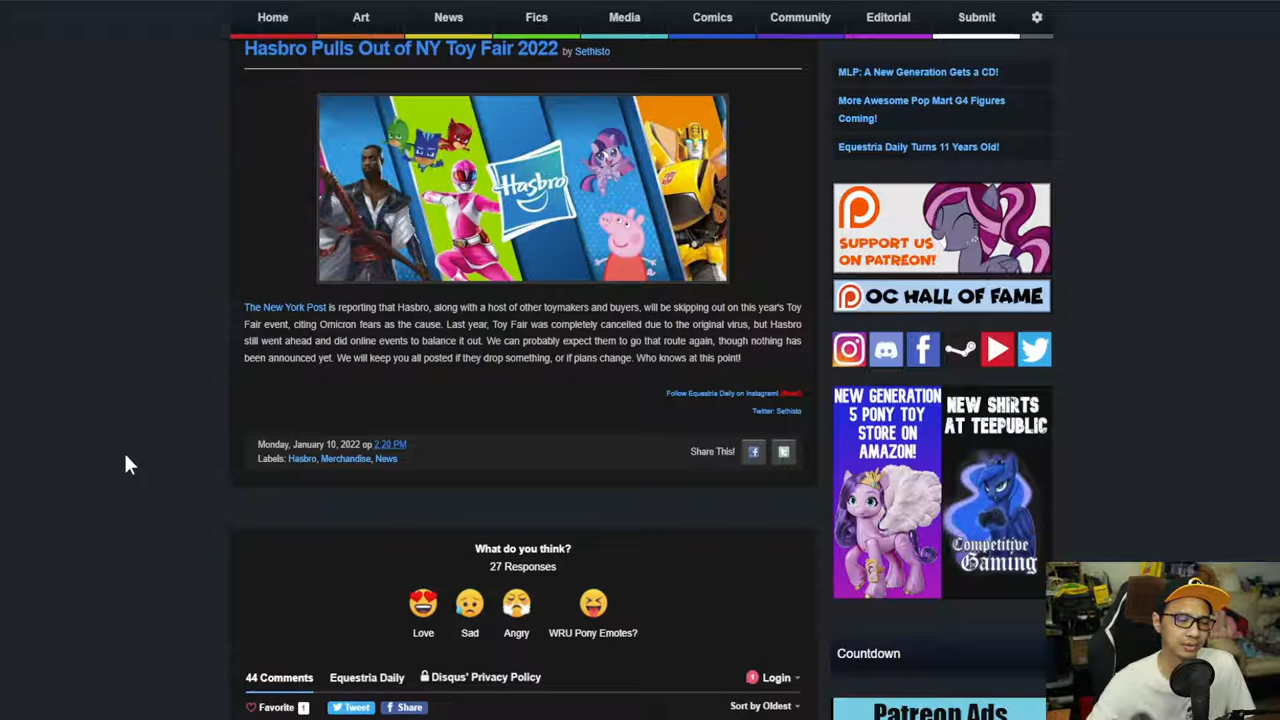 Home Art News Fics Media Comics Community Editorial Submit
Hasbro Pulls Out of NY Toy Fair 2022 by Sethisto
Hasbro
The New York Post is reporting that Hasbro, along with a host of other toymakers and buyers, will be skipping out on this year's Toy
Fair event, citing Omicron fears as the cause. Last year, Toy Fair was completely cancelled due to the original virus, but Hasbro
still went ahead and did online events to balance it out. We can probably expect them to go that route again, though nothing has
been announced yet. We will keep you all posted if they drop something, or if plans change. Who knows at this point!
Follow Equestria Daily on Instagram!
Twitter: Sethisto
Monday, January 10, 2022 op 2:20 PM
Labels: Hasbro, Merchandise, News
Share This!
What do you think?
27 Responses
Love Sad Angry WRU Pony Emotes?
44 Comments Equestria Daily Disqus' Privacy Policy 1 Login
Favorite 1 Tweet Share Sort by Oldest
MLP: A New Generation Gets a CD!
More Awesome Pop Mart G4 Figures
Coming!
Equestria Daily Turns 11 Years Old!
SUPPORT US
ON PATREON!
OC HALL OF FAME
NEW GENERATION
5 PONY TOY
STORE ON
AMAZON!
NEW SHIRTS
AT TEEPUBLIC
Competitive
Gaming
Countdown
Patreon Ads